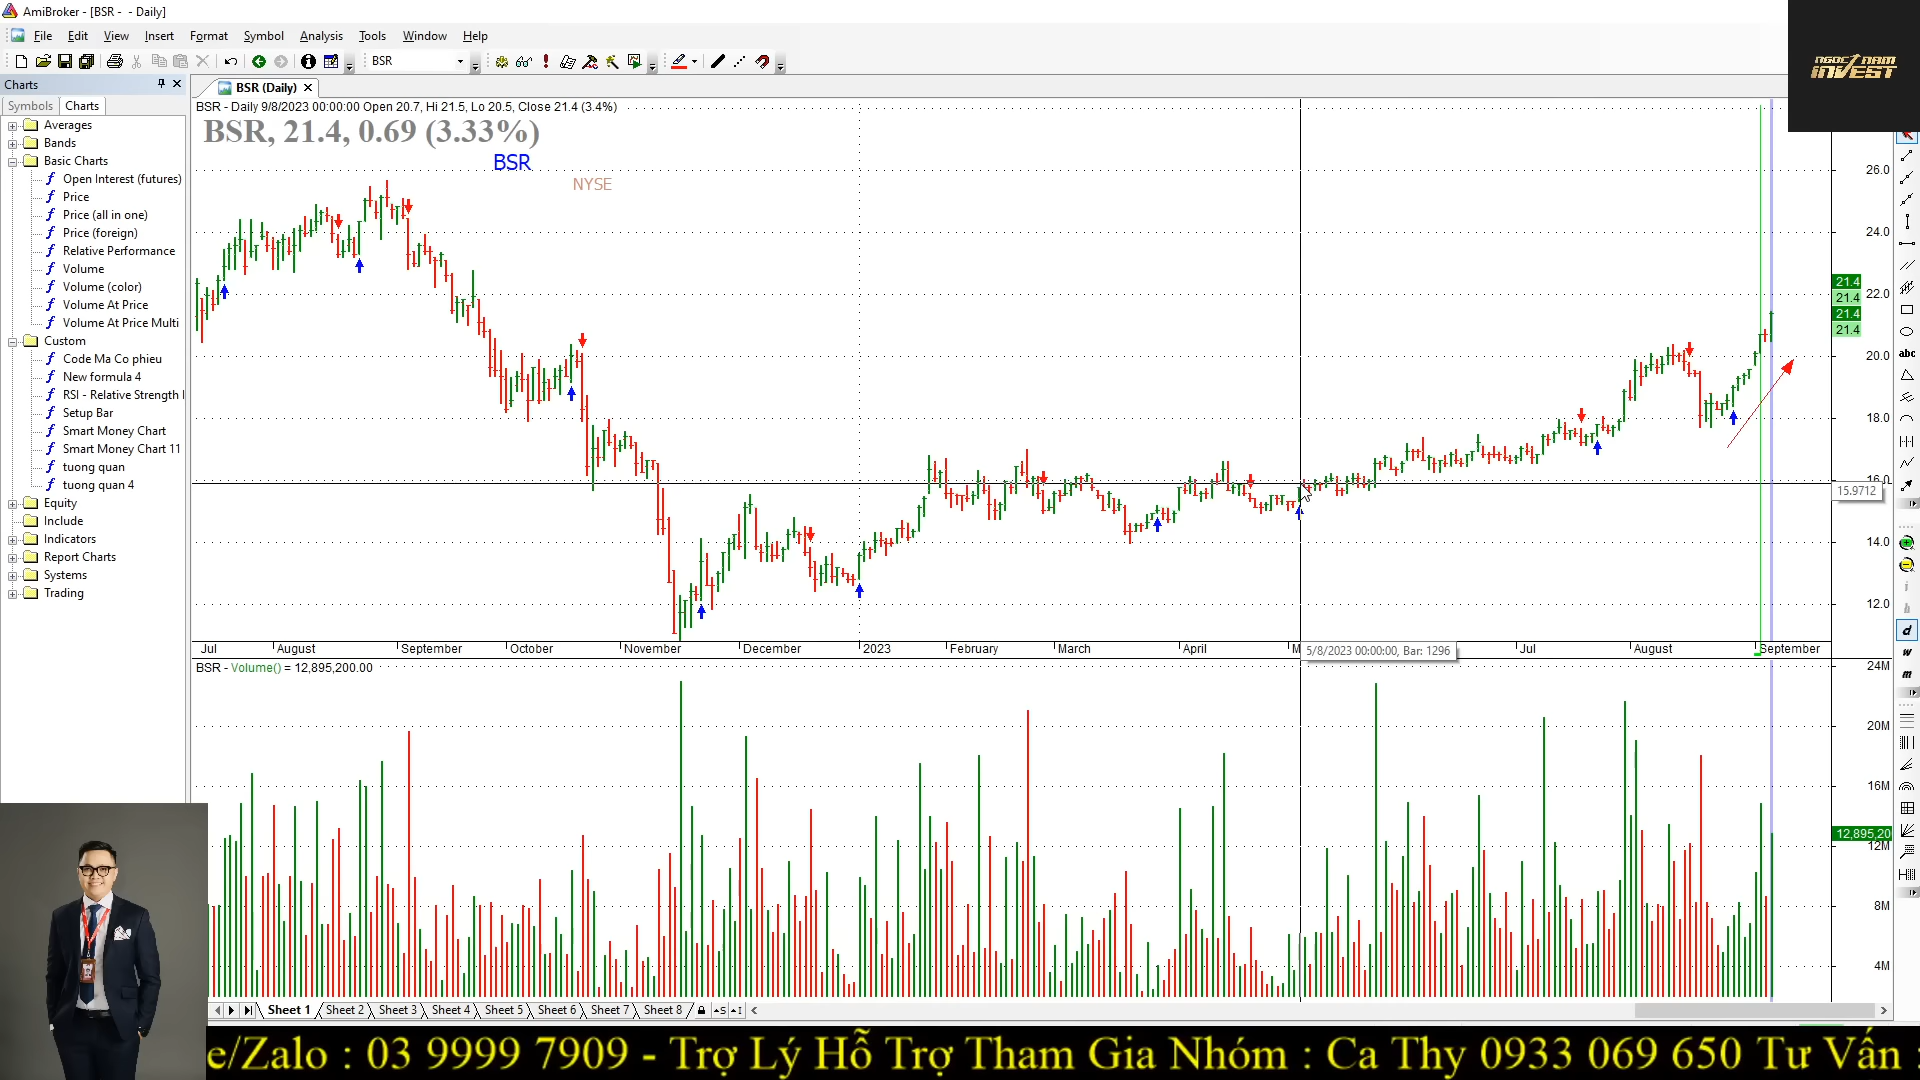 AmiBroker - [BSR - - Daily]
File Edit View Insert Format Symbol Analysis Tools Window Help
BSR
NGOC NAM
INVEST
Charts
BSR (Daily)
Symbols Charts
BSR - Daily 9/8/2023 00:00:00 Open 20.7, Hi 21.5, Lo 20.5, Close 21.4 (3.4%)
BSR, 21.4, 0.69 (3.33%)
BSR
NYSE
Averages
Bands
Basic Charts
Open Interest (futures)
Price
Price (all in one)
Price (foreign)
Relative Performance
Volume
Volume (color)
Volume At Price
Volume At Price Multi
Custom
Code Ma Co phieu
New formula 4
RSI - Relative Strength I
Setup Bar
Smart Money Chart
Smart Money Chart 11
tuong quan
tuong quan 4
Equity
Include
Indicators
Report Charts
Systems
Trading
26.0
24.0
22.0
20.0
18.0
16.0
14.0
12.0
21.4
21.4
21.4
21.4
15.9712
abc
d
w
m
Jul August September October November December 2023 February March April M 5/8/2023 00:00:00, Bar: 1296 Jul August September
BSR - Volume() = 12,895,200.00
24M
20M
16M
12,895,20
12M
8M
4M
Sheet 1 Sheet 2 Sheet 3 Sheet 4 Sheet 5 Sheet 6 Sheet 7 Sheet 8
e/Zalo : 03 9999 7909 - Trợ Lý Hỗ Trợ Tham Gia Nhóm : Ca Thy 0933 069 650 Tư Vấn :